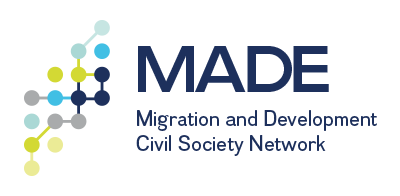 MADE
Migration and Development
Civil Society Network